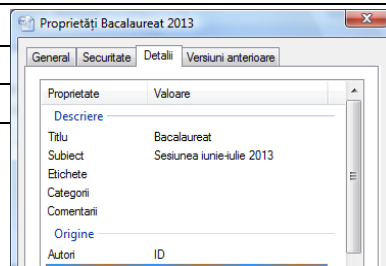 Proprietăți Bacalaureat 2013
General Securitate Detalii Versiuni anterioare
Proprietate Valoare
Descriere
Titlu Bacalaureat
Subiect Sesiunea iunie-iulie 2013
Etichete
Categorii
Comentarii
Origine
Autori ID